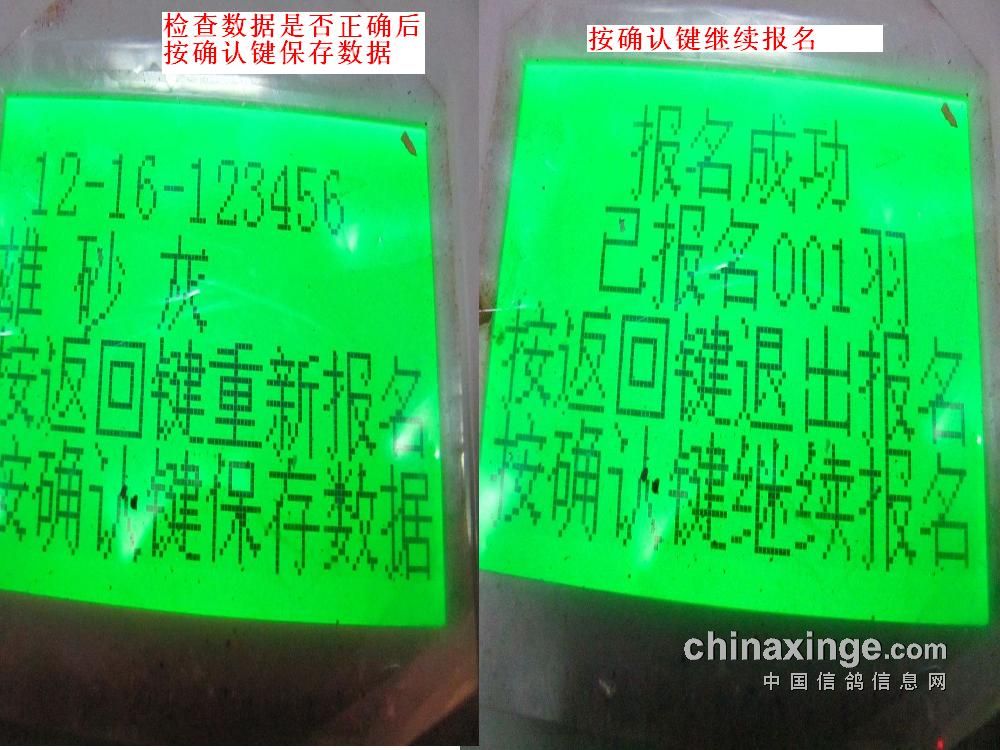 检查数据是否正确后
按确认键保存数据
12-16-123456
雄 砂 灰
按返回键重新报名
按确认键保存数据
按确认键继续报名
报名成功
已报名001羽
按返回键退出报名
按确认键继续报名
chinaxinge.com
中国信鸽信息网